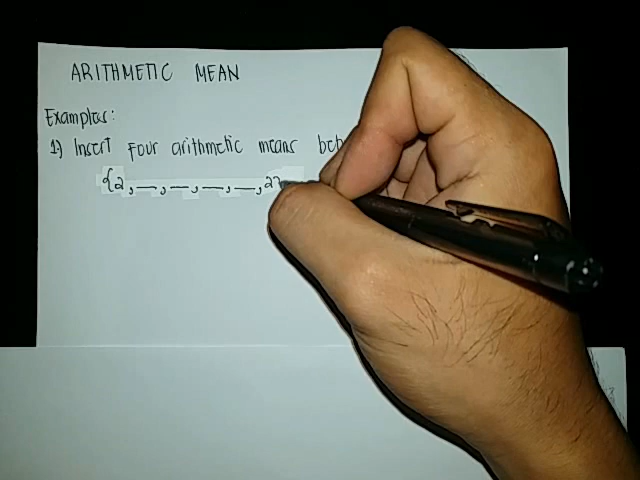 ARITHMETIC MEAN
Examples:
1) Insert four arithmetic means
{2, __, __, __, __, 27